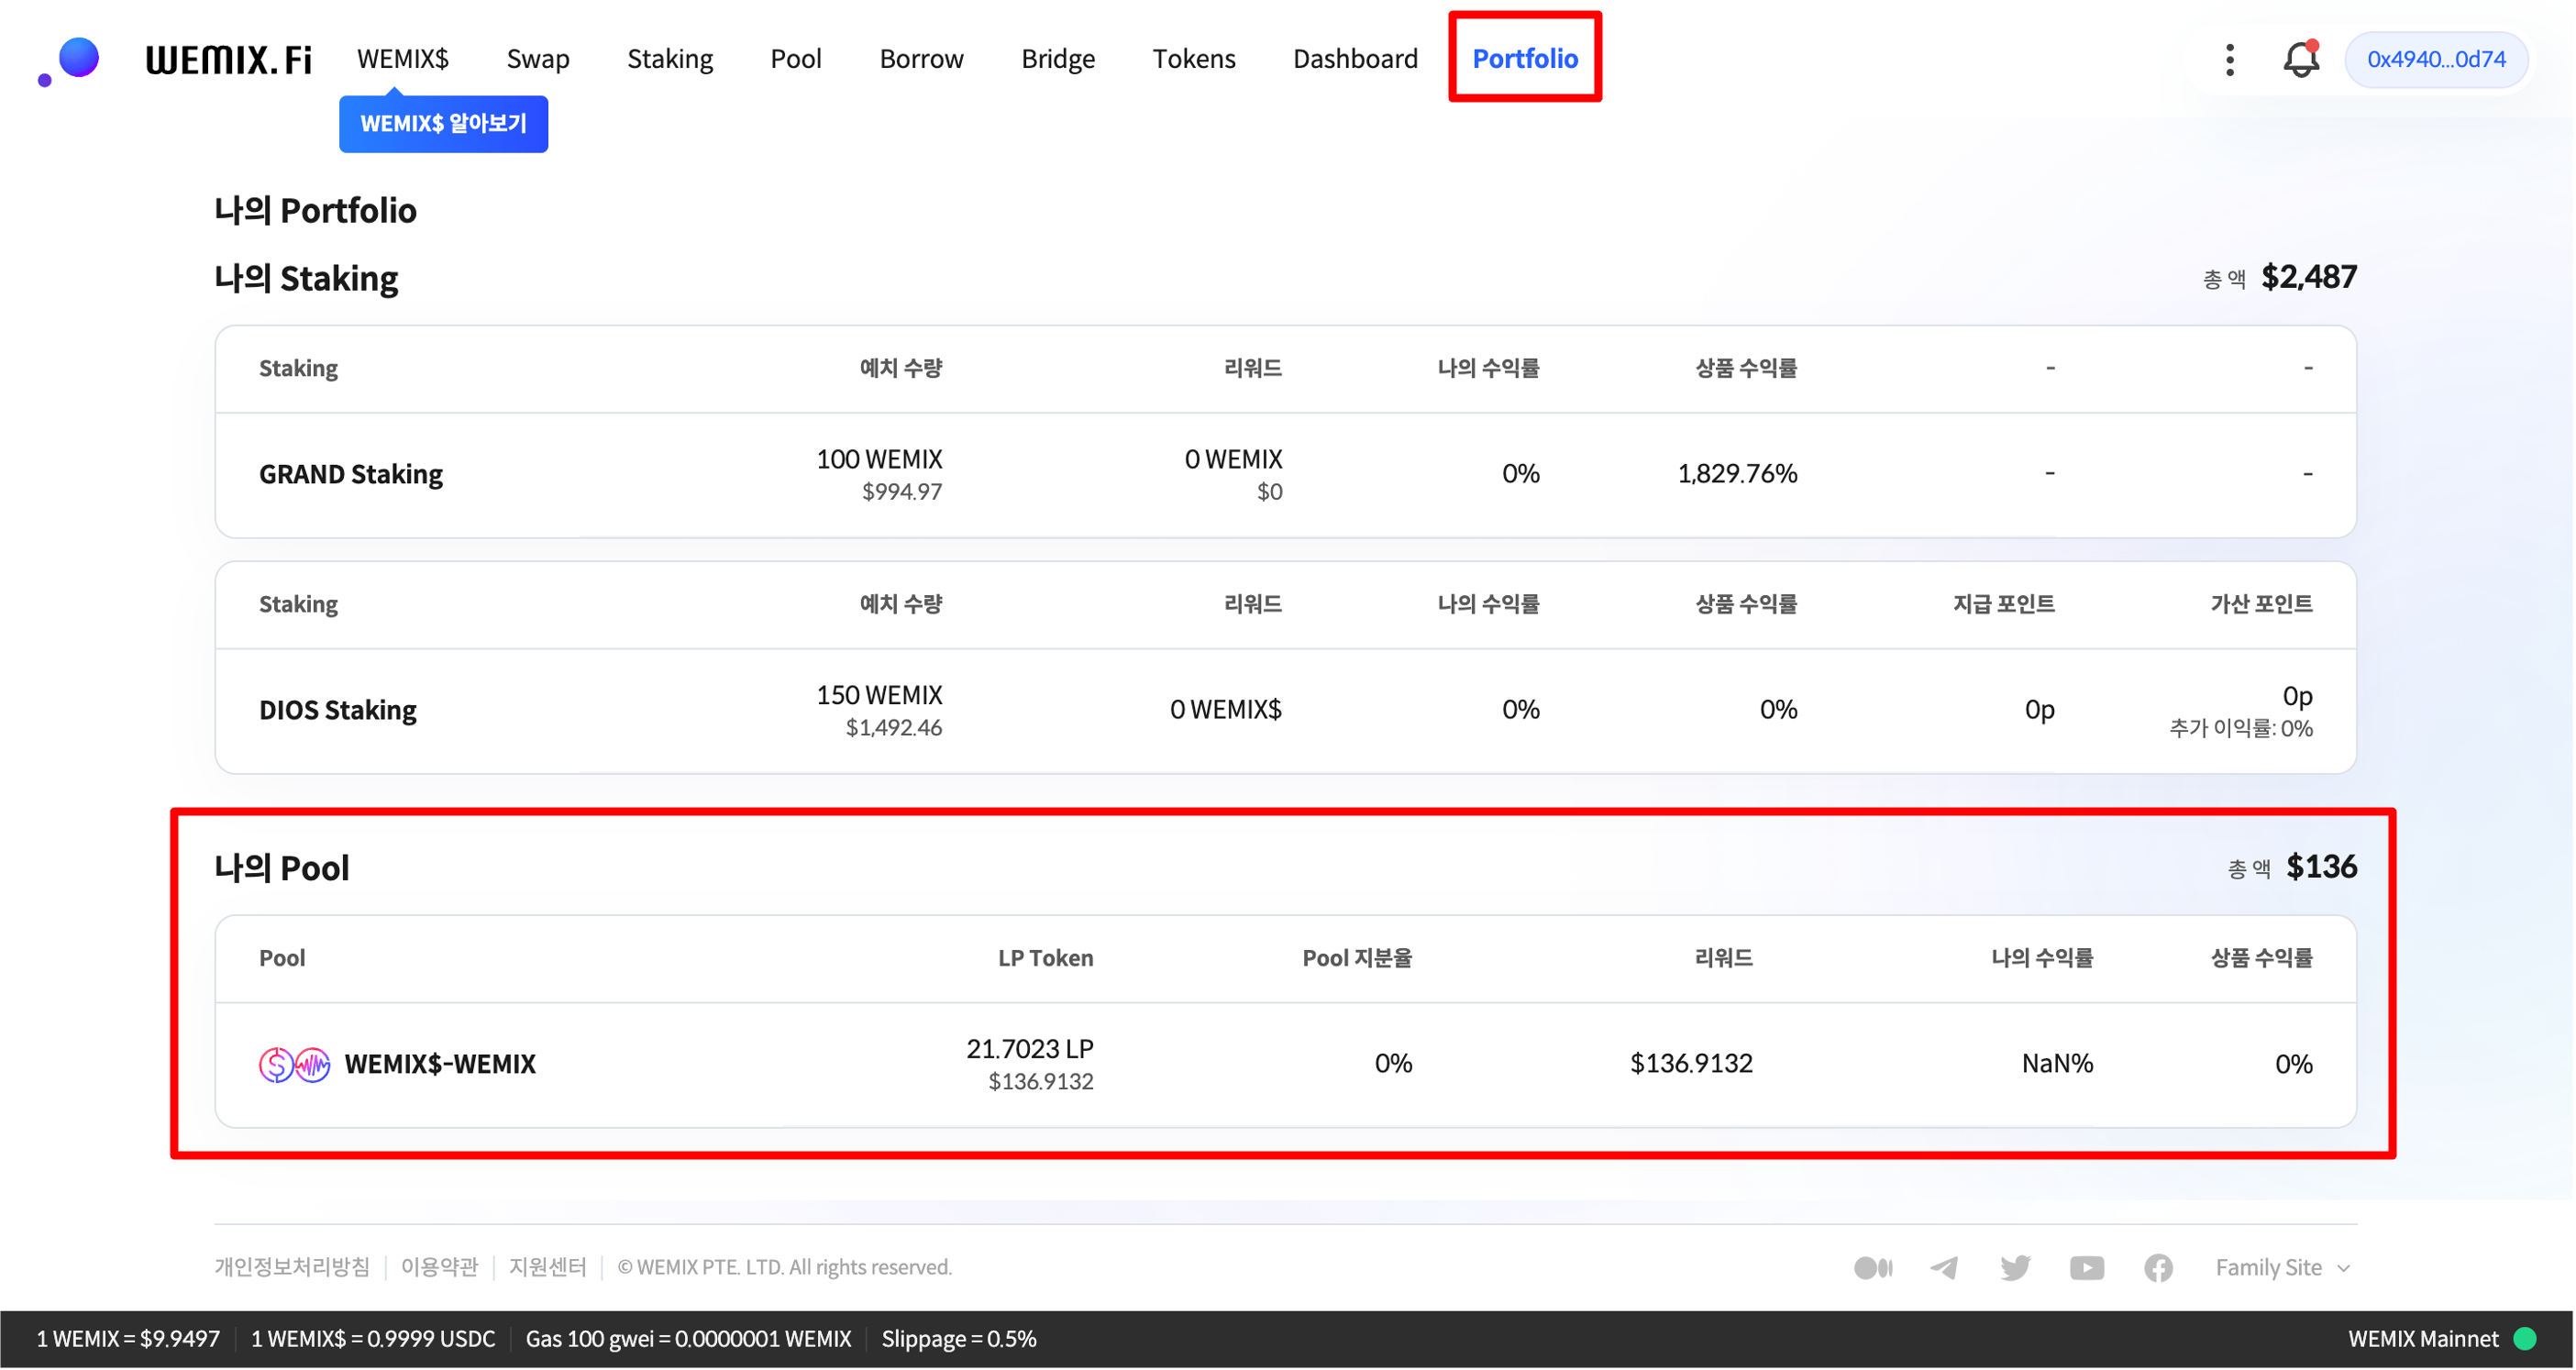 WEMIX.Fi WEMIX$ Swap Staking Pool Borrow Bridge Tokens Dashboard Portfolio 0x4940...0d74
WEMIX$ 알아보기
나의 Portfolio
나의 Staking 총 액 $2,487
Staking 예치 수량 리워드 나의 수익률 상품 수익률 - -
GRAND Staking 100 WEMIX 0 WEMIX 0% 1,829.76% - -
$994.97 $0
Staking 예치 수량 리워드 나의 수익률 상품 수익률 지급 포인트 가산 포인트
DIOS Staking 150 WEMIX 0 WEMIX$ 0% 0% 0p 0p
$1,492.46 추가 이익률: 0%
나의 Pool 총 액 $136
Pool LP Token Pool 지분율 리워드 나의 수익률 상품 수익률
WEMIX$-WEMIX 21.7023 LP 0% $136.9132 NaN% 0%
$136.9132
개인정보처리방침 이용약관 지원센터 © WEMIX PTE. LTD. All rights reserved. Family Site
1 WEMIX = $9.9497 1 WEMIX$ = 0.9999 USDC Gas 100 gwei = 0.0000001 WEMIX Slippage = 0.5% WEMIX Mainnet